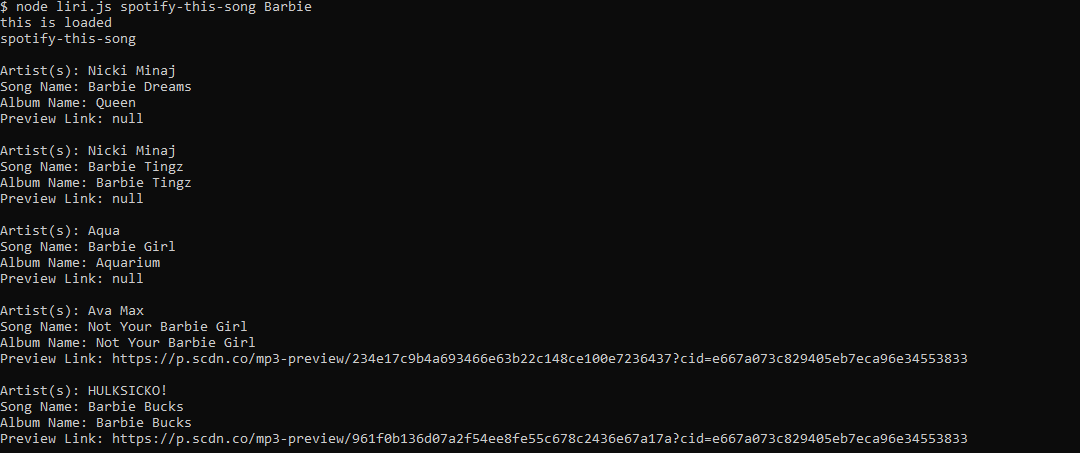 $ node liri.js spotify-this-song Barbie
this is loaded
spotify-this-song
Artist(s): Nicki Minaj
Song Name: Barbie Dreams
Album Name: Queen
Preview Link: null
Artist(s): Nicki Minaj
Song Name: Barbie Tingz
Album Name: Barbie Tingz
Preview Link: null
Artist(s): Aqua
Song Name: Barbie Girl
Album Name: Aquarium
Preview Link: null
Artist(s): Ava Max
Song Name: Not Your Barbie Girl
Album Name: Not Your Barbie Girl
Preview Link: https://p.scdn.co/mp3-preview/234e17c9b4a693466e63b22c148ce100e7236437?cid=e667a073c829405eb7eca96e34553833
Artist(s): HULKSICKO!
Song Name: Barbie Bucks
Album Name: Barbie Bucks
Preview Link: https://p.scdn.co/mp3-preview/961f0b136d07a2f54ee8fe55c678c2436e67a17a?cid=e667a073c829405eb7eca96e34553833